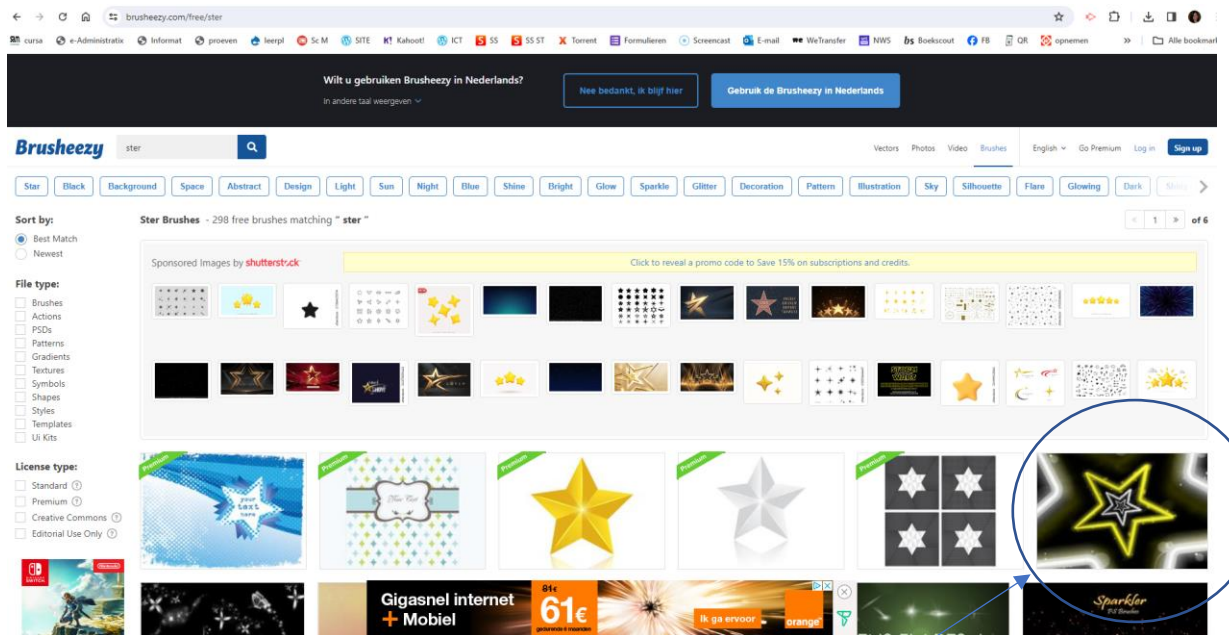 brusheezy.com/free/ster
cursa e-Administratix Informat proeven leerpl Sc M SITE K! Kahoot! ICT SS SS ST Torrent Formulieren Screencast E-mail WeTransfer NWS bs Boekscout FB QR opnemen » Alle bookmarl
Wilt u gebruiken Brusheezy in Nederlands?
in andere taal weergeven
Nee bedankt, ik blijf hier
Gebruik de Brusheezy in Nederlands
Brusheezy
ster
Vectors Photos Video Brushes English Go Premium Log in Sign up
Star Black Background Space Abstract Design Light Sun Night Blue Shine Bright Glow Sparkle Glitter Decoration Pattern Illustration Sky Silhouette Flare Glowing Dark
Sort by:
Best Match
Newest
Ster Brushes - 298 free brushes matching " ster "
« 1 » of 6
Sponsored Images by shutterstock
Click to reveal a promo code to Save 15% on subscriptions and credits.
File type:
Brushes
Actions
PSDs
Patterns
Gradients
Textures
Symbols
Shapes
Styles
Templates
Ui Kits
License type:
Standard ?
Premium ?
Creative Commons ?
Editorial Use Only ?
Premium
your
text
here
Premium
Premium
Premium
Premium
Nintendo
Gigasnel internet
+ Mobiel
81€
61€
Ik ga ervoor
orange
Sparkler
PS Brushes